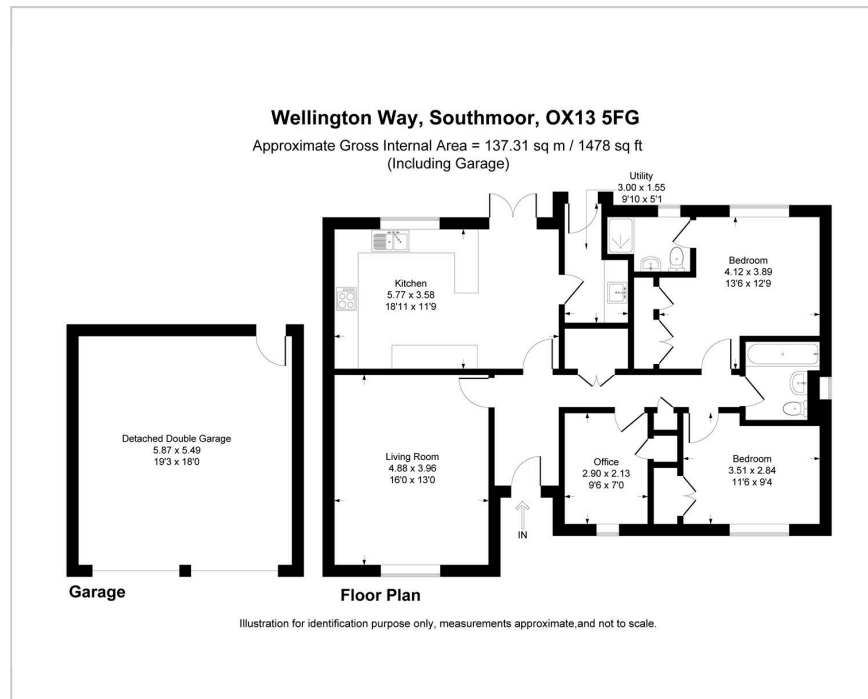 Wellington Way, Southmoor, OX13 5FG
Approximate Gross Internal Area = 137.31 sq m / 1478 sq ft
(Including Garage)
Utility
3.00 x 1.55
9'10 x 5'1
Kitchen
5.77 x 3.58
18'11 x 11'9
Bedroom
4.12 x 3.89
13'6 x 12'9
Detached Double Garage
5.87 x 5.49
19'3 x 18'0
Living Room
4.88 x 3.96
16'0 x 13'0
Office
2.90 x 2.13
9'6 x 7'0
Bedroom
3.51 x 2.84
11'6 x 9'4
IN
Garage
Floor Plan
Illustration for identification purpose only, measurements approximate,and not to scale.